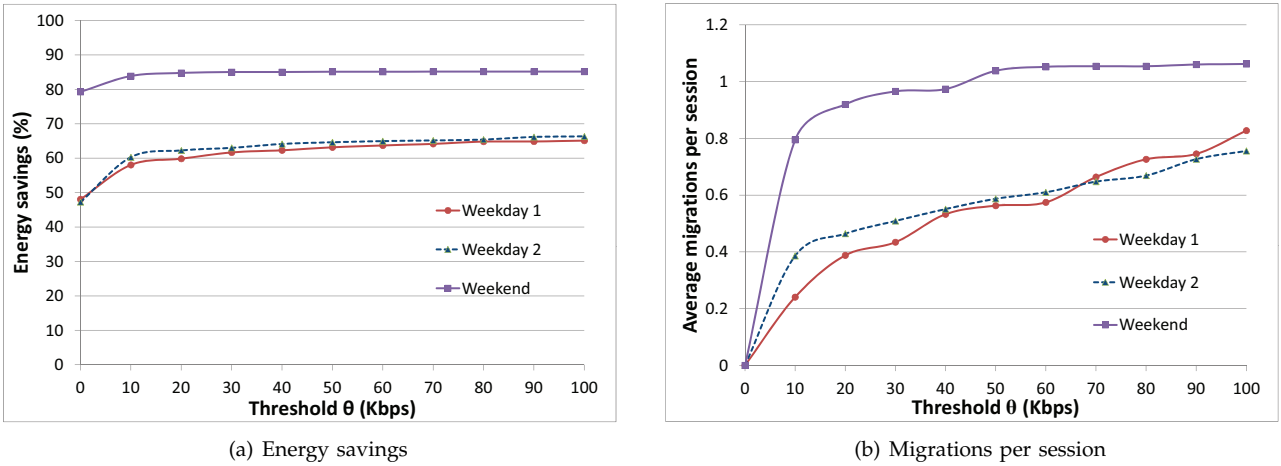 100
90
80
70
60
50
40
30
20
10
0
Energy savings (%)
Weekday 1
Weekday 2
Weekend
0 10 20 30 40 50 60 70 80 90 100
Threshold θ (Kbps)
(a) Energy savings
1.2
1
0.8
0.6
0.4
0.2
0
Average migrations per session
Weekday 1
Weekday 2
Weekend
0 10 20 30 40 50 60 70 80 90 100
Threshold θ (Kbps)
(b) Migrations per session